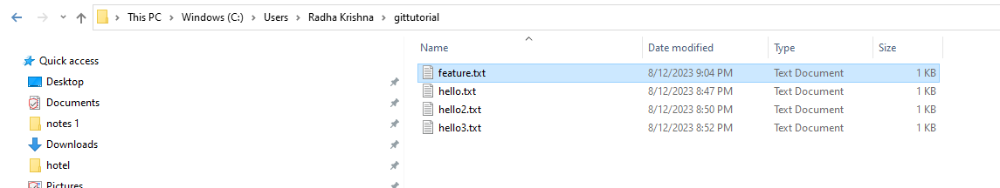 This PC > Windows (C:) > Users > Radha Krishna > gittutorial
Quick access
Desktop
Documents
notes 1
Downloads
hotel
Pictures
Name Date modified Type Size
feature.txt 8/12/2023 9:04 PM Text Document 1 KB
hello.txt 8/12/2023 8:47 PM Text Document 1 KB
hello2.txt 8/12/2023 8:50 PM Text Document 1 KB
hello3.txt 8/12/2023 8:52 PM Text Document 1 KB